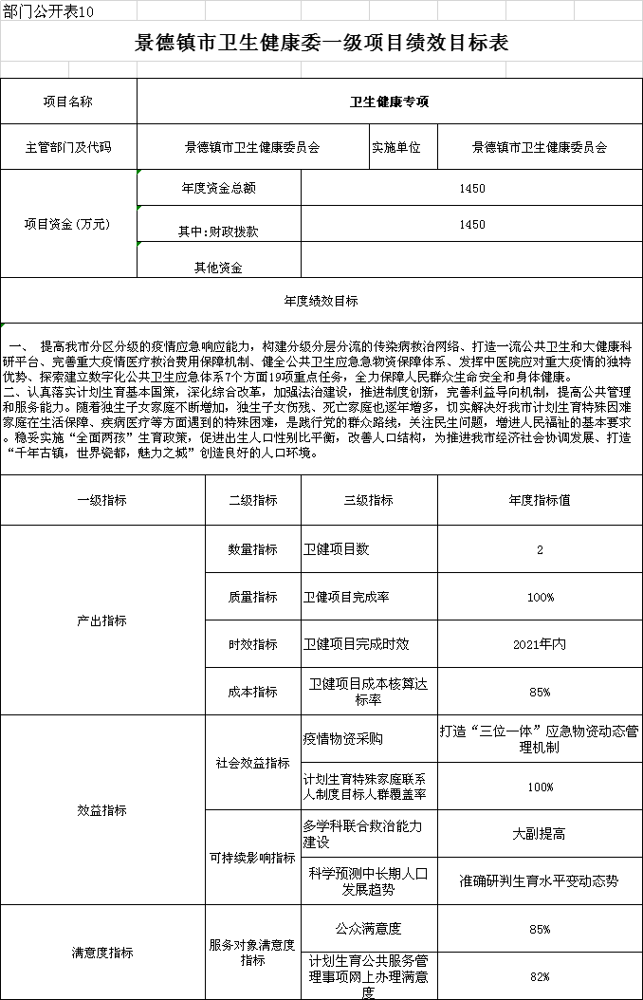 部门公开表10
景德镇市卫生健康委一级项目绩效目标表
项目名称
卫生健康专项
主管部门及代码
景德镇市卫生健康委员会
实施单位
景德镇市卫生健康委员会
项目资金(万元)
年度资金总额
1450
其中:财政拨款
1450
其他资金
年度绩效目标
一、 提高我市分区分级的疫情应急响应能力，构建分级分层分流的传染病救治网络、打造一流公共卫生和大健康科
研平台、完善重大疫情医疗救治费用保障机制、健全公共卫生应急物资保障体系、发挥中医院应对重大疫情的独特
优势、探索建立数字化公共卫生应急体系7个方面19项重点任务，全力保障人民群众生命安全和身体健康。
二、认真落实计划生育基本国策，深化综合改革，加强法治建设，推进制度创新，完善利益导向机制，提高公共管理
和服务能力。随着独生子女家庭不断增加，独生子女伤残、死亡家庭也逐年增多，切实解决好我市计划生育特殊困难
家庭在生活保障、疾病医疗等方面遇到的特殊困难，是践行党的群众路线，关注民生问题，增进人民福祉的基本要求
。稳妥实施“全面两孩”生育政策，促进出生人口性别比平衡，改善人口结构，为推进我市经济社会协调发展、打造
“千年古镇，世界瓷都，魅力之城”创造良好的人口环境。
一级指标
二级指标
三级指标
年度指标值
产出指标
数量指标
卫健项目数
2
质量指标
卫健项目完成率
100%
时效指标
卫健项目完成时效
2021年内
成本指标
卫健项目成本核算达
标率
85%
效益指标
社会效益指标
疫情物资采购
打造“三位一体”应急物资动态管
理机制
计划生育特殊家庭联系
人制度目标人群覆盖率
100%
可持续影响指标
多学科联合救治能力
建设
大副提高
科学预测中长期人口
发展趋势
准确研判生育水平变动态势
满意度指标
服务对象满意度
指标
公众满意度
85%
计划生育公共服务管
理事项网上办理满意
度
82%